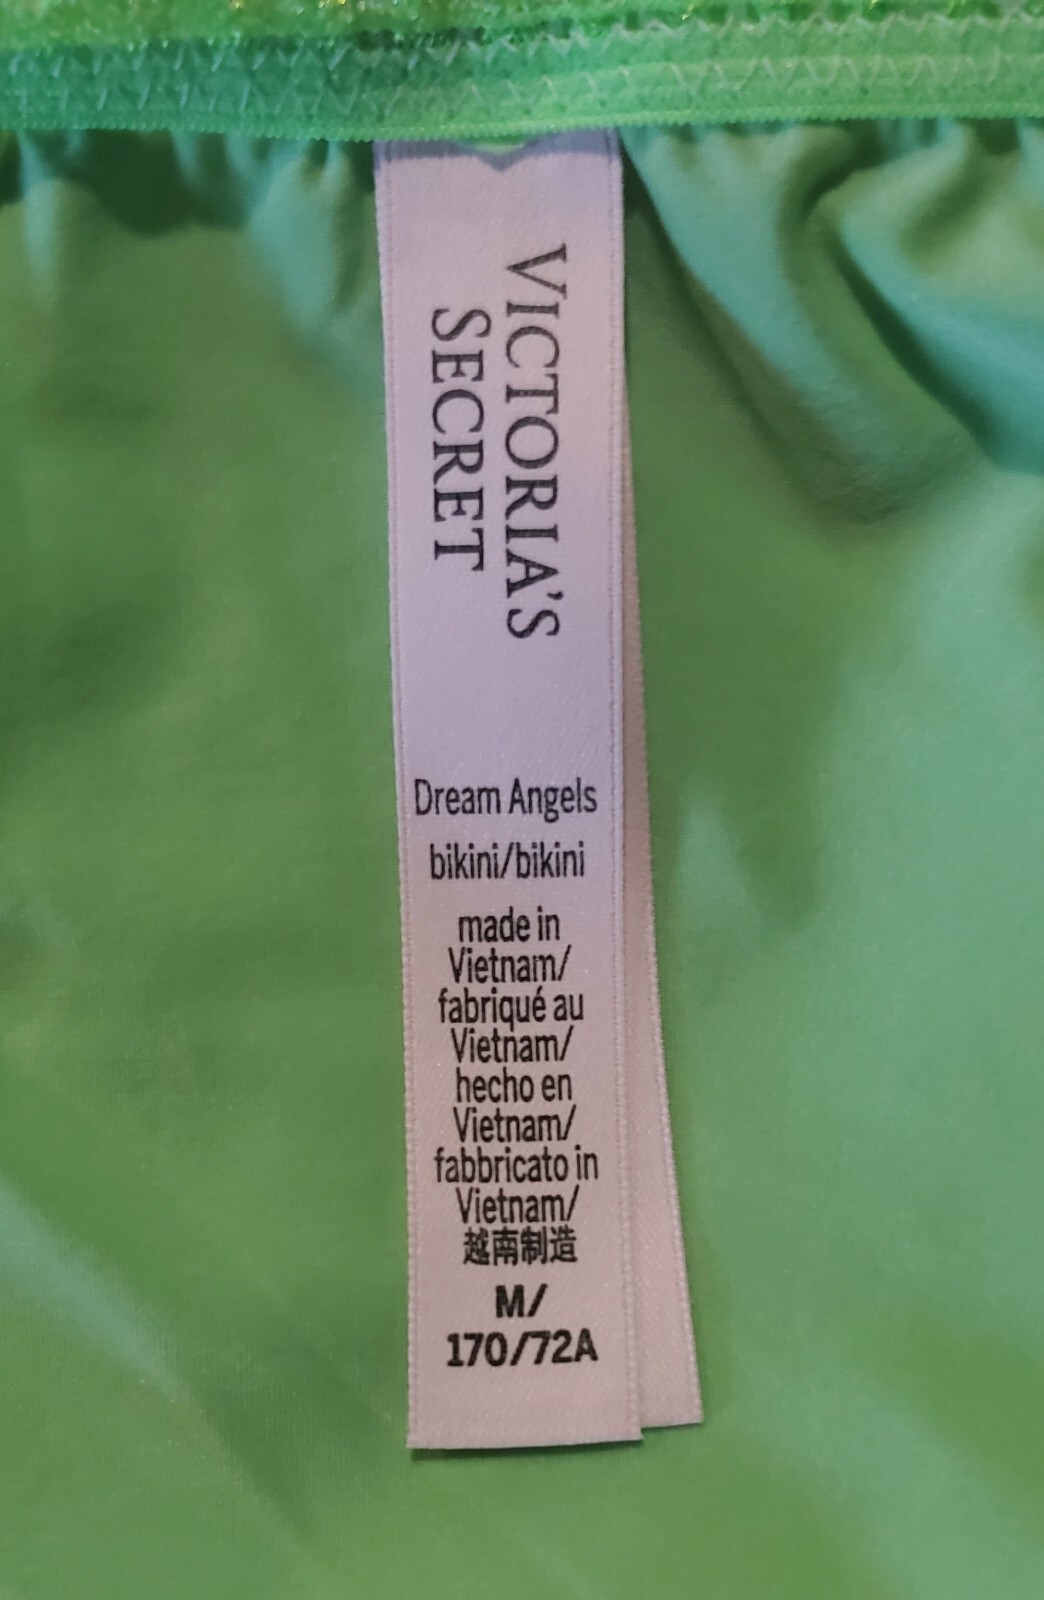 VICTORIA'S
SECRET
Dream Angels
bikini/bikini
made in
Vietnam/
fabriqué au
Vietnam/
hecho en
Vietnam/
fabbricato in
Vietnam/
越南制造
M/
170/72A